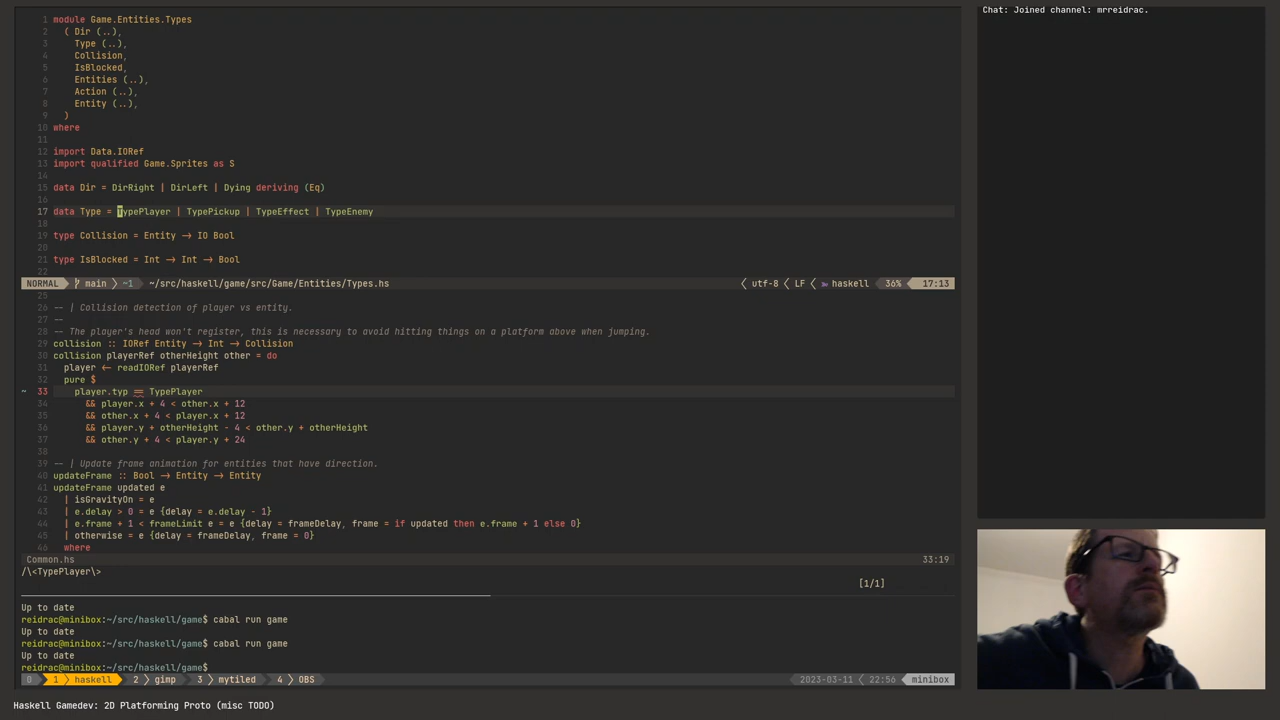 1 module Game.Entities.Types
2 ( Dir (..),
3 Type (..),
4 Collision,
5 IsBlocked,
6 Entities (..),
7 Action (..),
8 Entity (..),
9 )
10 where
11
12 import Data.IORef
13 import qualified Game.Sprites as S
14
15 data Dir = DirRight | DirLeft | Dying deriving (Eq)
16
17 data Type = TypePlayer | TypePickup | TypeEffect | TypeEnemy
18
19 type Collision = Entity → IO Bool
20
21 type IsBlocked = Int → Int → Bool
22
NORMAL main ~1 ~/src/haskell/game/src/Game/Entities/Types.hs utf-8 LF haskell 36% 17:13
25
26 -- | Collision detection of player vs entity.
27 --
28 -- The player's head won't register, this is necessary to avoid hitting things on a platform above when jumping.
29 collision :: IORef Entity → Int → Collision
30 collision playerRef otherHeight other = do
31 player ← readIORef playerRef
32 pure $
~ 33 player.typ == TypePlayer
34 && player.x + 4 < other.x + 12
35 && other.x + 4 < player.x + 12
36 && player.y + otherHeight - 4 < other.y + otherHeight
37 && other.y + 4 < player.y + 24
38
39 -- | Update frame animation for entities that have direction.
40 updateFrame :: Bool → Entity → Entity
41 updateFrame updated e
42 | isGravityOn = e
43 | e.delay > 0 = e {delay = e.delay - 1}
44 | e.frame + 1 < frameLimit e = e {delay = frameDelay, frame = if updated then e.frame + 1 else 0}
45 | otherwise = e {delay = frameDelay, frame = 0}
46 where
Common.hs 33:19
/\<TypePlayer\>
[1/1]
Up to date
reidrac@minibox:~/src/haskell/game$ cabal run game
Up to date
reidrac@minibox:~/src/haskell/game$ cabal run game
Up to date
reidrac@minibox:~/src/haskell/game$
0 1 haskell 2 gimp 3 mytiled 4 OBS 2023-03-11 22:56 minibox
Haskell Gamedev: 2D Platforming Proto (misc TODO)
Chat: Joined channel: mrreidrac.